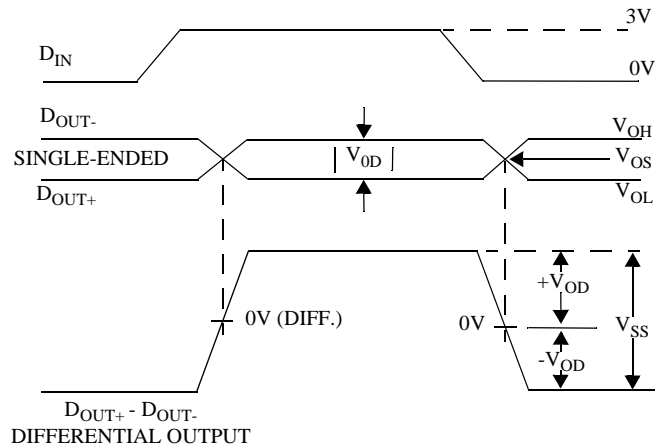 3V
D_IN
0V
D_OUT-
V_OH
SINGLE-ENDED
| V_0D |
V_OS
D_OUT+
V_OL
+V_OD
0V (DIFF.)
0V
V_SS
-V_OD
D_OUT+ - D_OUT-
DIFFERENTIAL OUTPUT